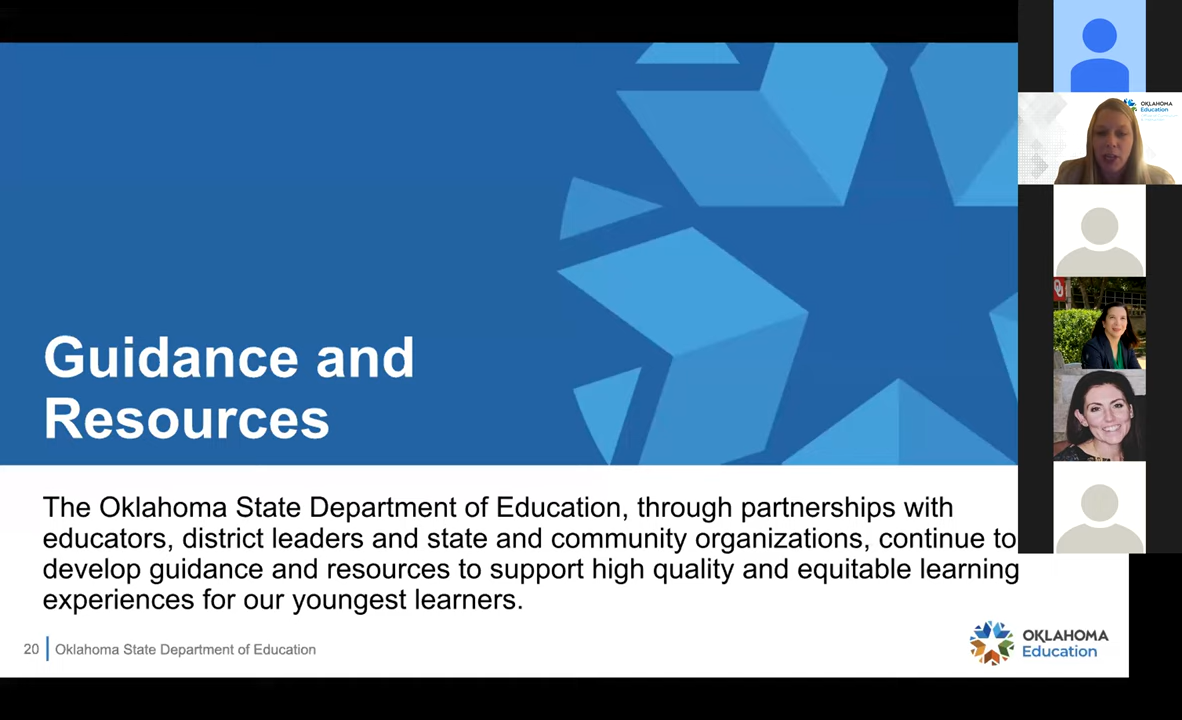 Guidance and
Resources
The Oklahoma State Department of Education, through partnerships with
educators, district leaders and state and community organizations, continue to
develop guidance and resources to support high quality and equitable learning
experiences for our youngest learners.
20
Oklahoma State Department of Education
OKLAHOMA
Education
OKLAHOMA
Education